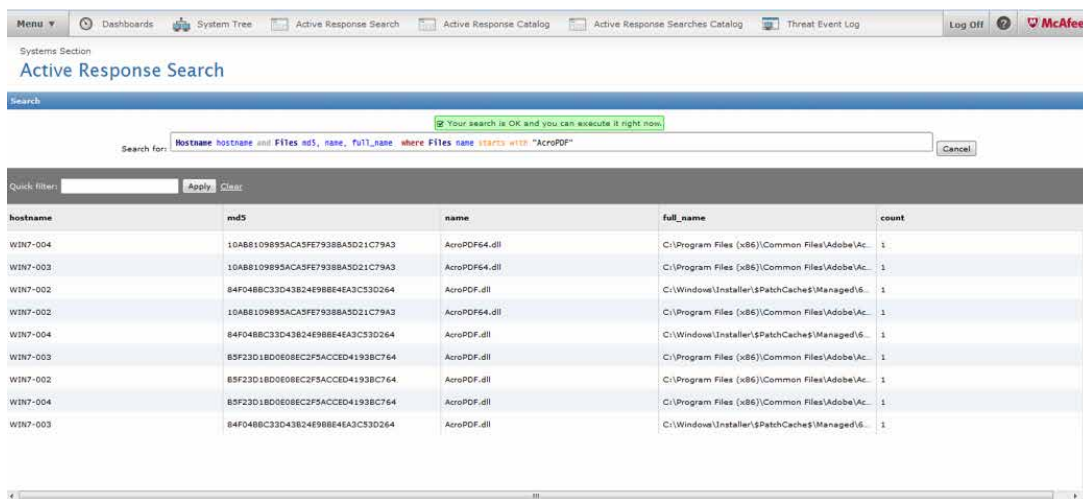 Menu ▼ Dashboards System Tree Active Response Search Active Response Catalog Active Response Searches Catalog Threat Event Log Log Off ? McAfee
Systems Section
Active Response Search
Search
Your search is OK and you can execute it right now.
Search for: Hostname hostname and Files md5, name, full_name where Files name starts with "AcroPDF" Cancel
Quick filter: Apply Clear
hostname md5 name full_name count
WIN7-004 10AB8109895ACA5FE7938BA5D21C79A3 AcroPDF64.dll C:\Program Files (x86)\Common Files\Adobe\Ac... 1
WIN7-003 10AB8109895ACA5FE7938BA5D21C79A3 AcroPDF64.dll C:\Program Files (x86)\Common Files\Adobe\Ac... 1
WIN7-002 84F04BBC33D43B24E9BBE4EA3C53D264 AcroPDF.dll C:\Windows\Installer\$PatchCache$\Managed\6... 1
WIN7-002 10AB8109895ACA5FE7938BA5D21C79A3 AcroPDF64.dll C:\Program Files (x86)\Common Files\Adobe\Ac... 1
WIN7-004 84F04BBC33D43B24E9BBE4EA3C53D264 AcroPDF.dll C:\Windows\Installer\$PatchCache$\Managed\6... 1
WIN7-003 B5F23D1BD0E08EC2F5ACCED4193BC764 AcroPDF.dll C:\Program Files (x86)\Common Files\Adobe\Ac... 1
WIN7-002 B5F23D1BD0E08EC2F5ACCED4193BC764 AcroPDF.dll C:\Program Files (x86)\Common Files\Adobe\Ac... 1
WIN7-004 B5F23D1BD0E08EC2F5ACCED4193BC764 AcroPDF.dll C:\Program Files (x86)\Common Files\Adobe\Ac... 1
WIN7-003 84F04BBC33D43B24E9BBE4EA3C53D264 AcroPDF.dll C:\Windows\Installer\$PatchCache$\Managed\6... 1